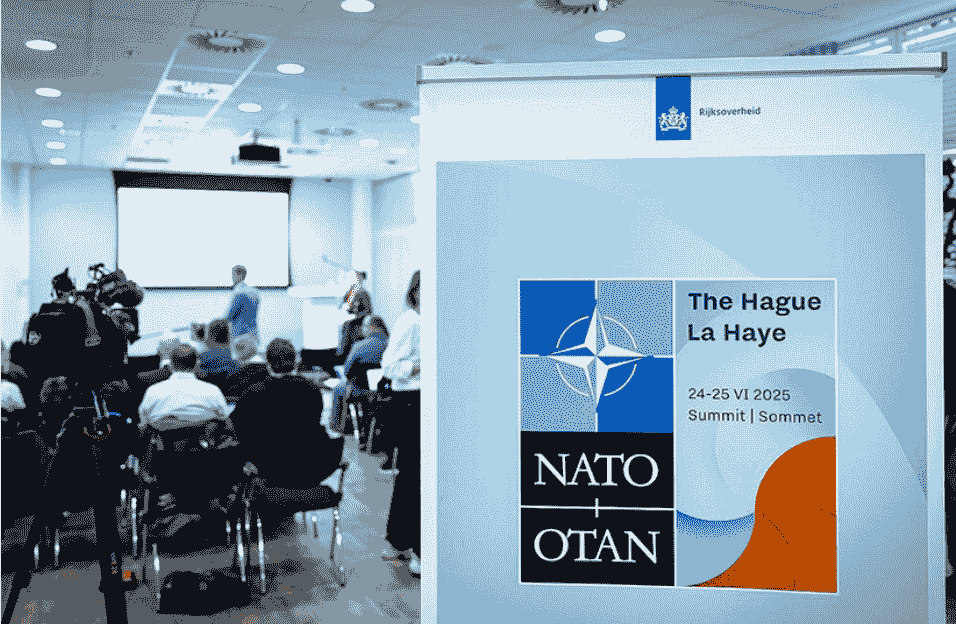 Rijksoverheid
The Hague
La Haye
24-25 VI 2025
Summit | Sommet
NATO
OTAN